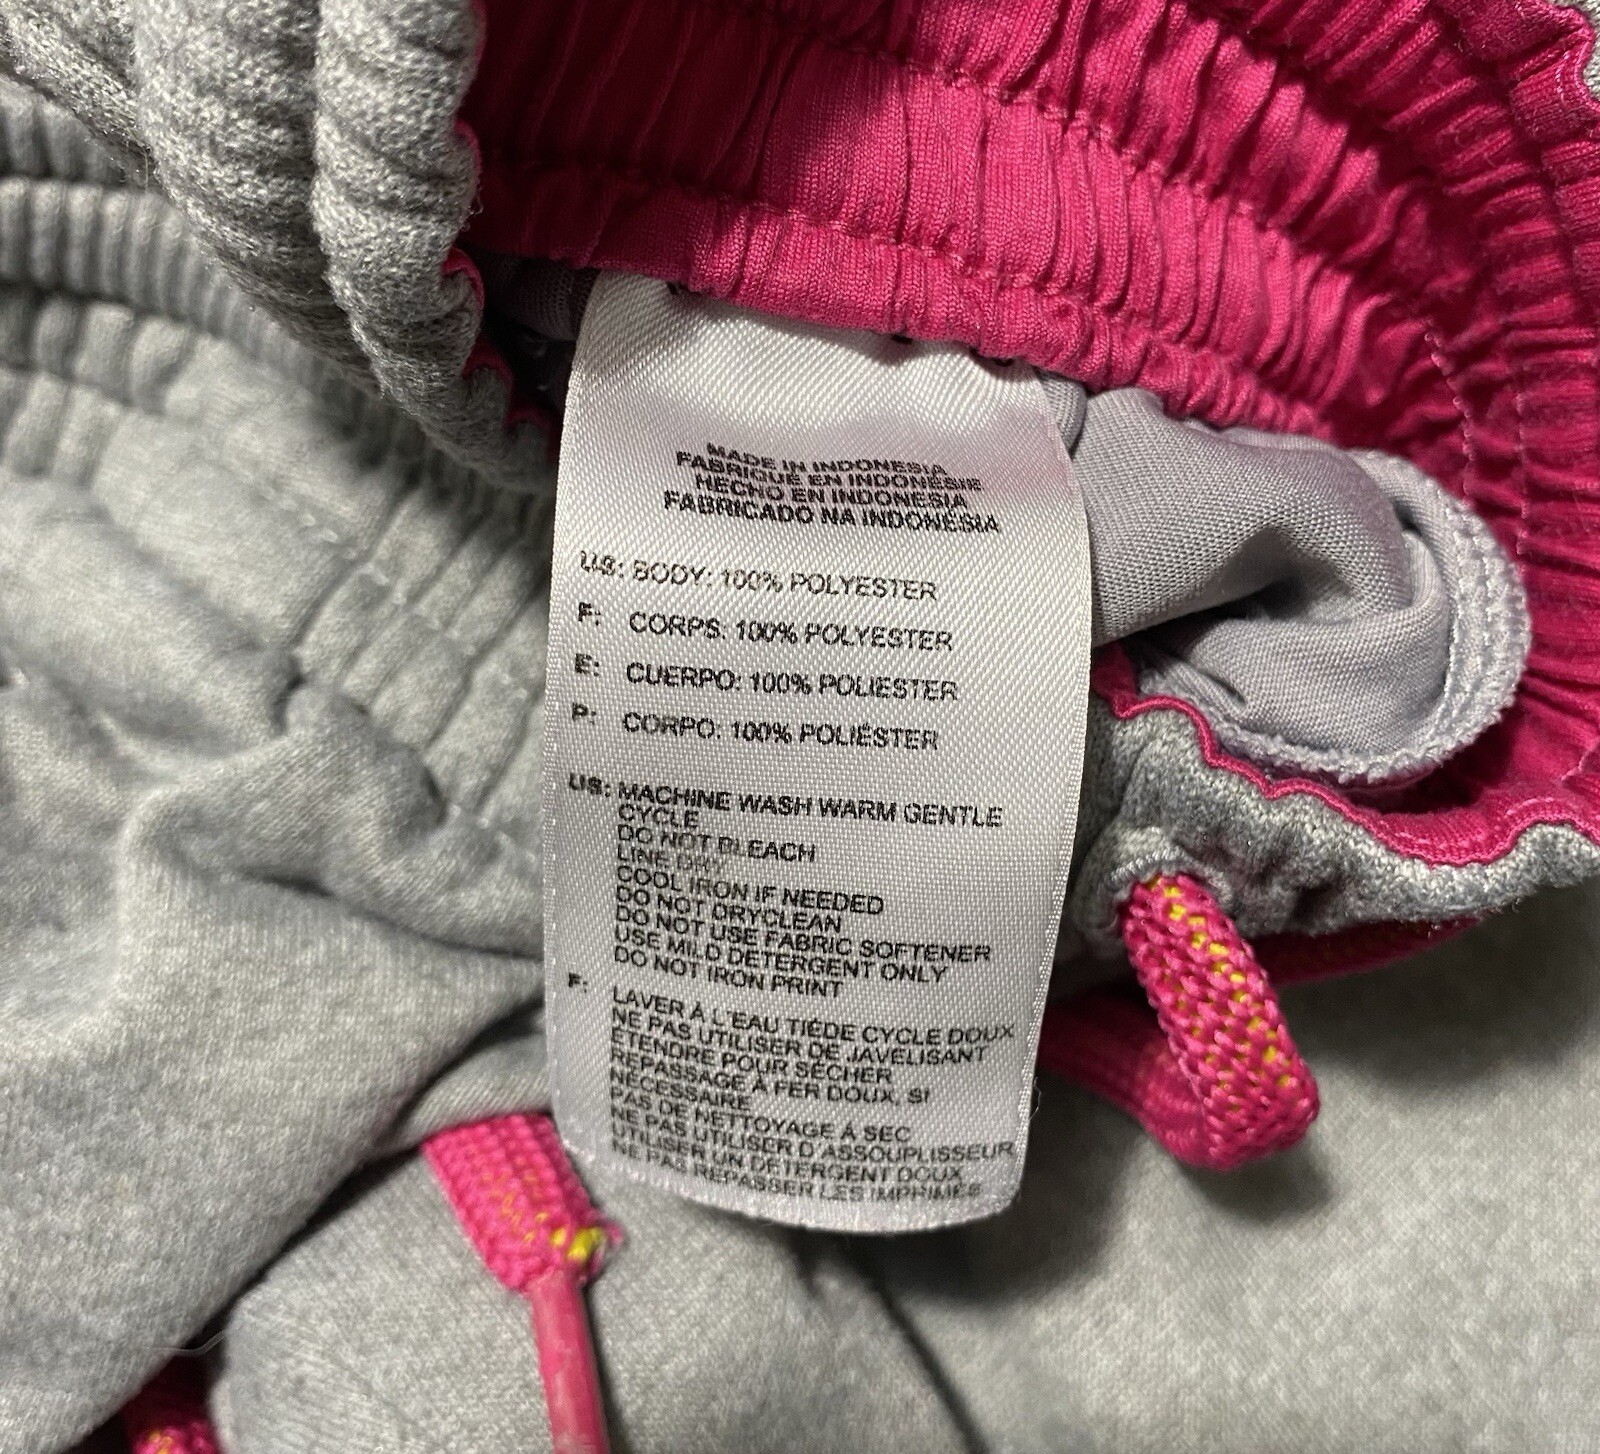 MADE IN INDONESIA
FABRIQUE EN INDONÉSIE
HECHO EN INDONESIA
FABRICADO NA INDONÉSIA
US: BODY: 100% POLYESTER
F: CORPS: 100% POLYESTER
E: CUERPO: 100% POLIESTER
P: CORPO: 100% POLIÉSTER
US: MACHINE WASH WARM GENTLE
CYCLE
DO NOT BLEACH
LINE DRY
COOL IRON IF NEEDED
DO NOT DRYCLEAN
DO NOT USE FABRIC SOFTENER
USE MILD DETERGENT ONLY
DO NOT IRON PRINT
F: LAVER À L'EAU TIÈDE CYCLE DOUX
NE PAS UTILISER DE JAVELISANT
ETENDRE POUR SÉCHER
REPASSAGE À FER DOUX, SI
NÉCESSAIRE
PAS DE NETTOYAGE À SEC
NE PAS UTILISER D'ASSOUPLISSEUR
UTILISER UN DÉTERGENT DOUX
NE PAS REPASSER LES IMPRIMÉS